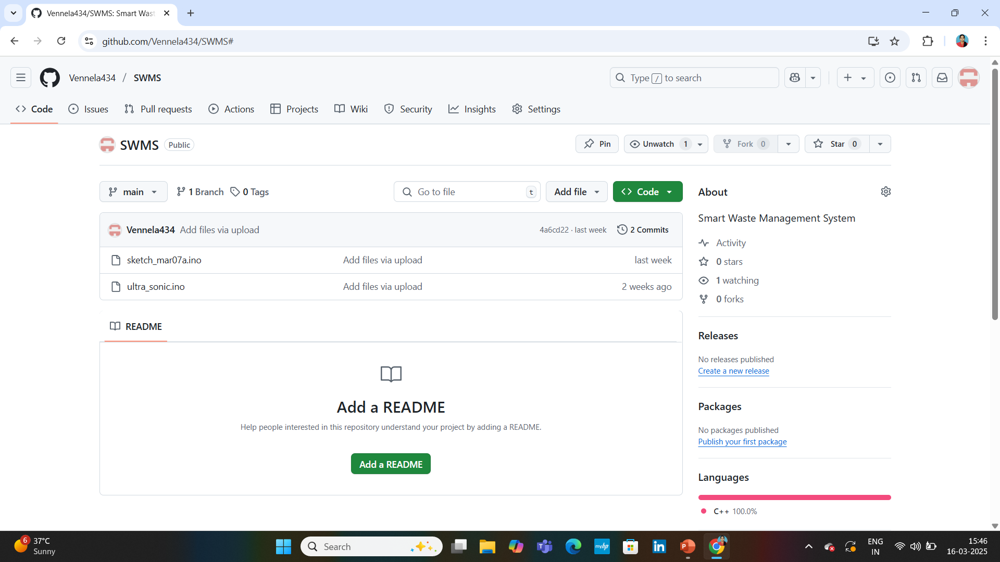 Vennela434/SWMS: Smart Wast
github.com/Vennela434/SWMS#
Vennela434 / SWMS
Type / to search
Code Issues Pull requests Actions Projects Wiki Security Insights Settings
SWMS Public
Pin Unwatch 1 Fork 0 Star 0
main 1 Branch 0 Tags Go to file t Add file Code
Vennela434 Add files via upload 4a6cd22 · last week 2 Commits
sketch_mar07a.ino Add files via upload last week
ultra_sonic.ino Add files via upload 2 weeks ago
README
Add a README
Help people interested in this repository understand your project by adding a README.
Add a README
About
Smart Waste Management System
Activity
0 stars
1 watching
0 forks
Releases
No releases published
Create a new release
Packages
No packages published
Publish your first package
Languages
C++ 100.0%
6 37°C
Sunny
Search
myhp
in
ENG
IN
15:46
16-03-2025